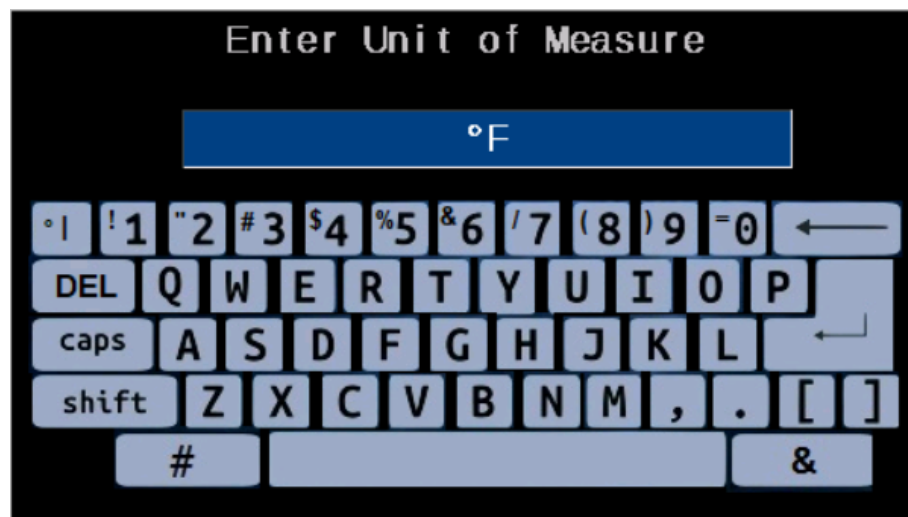 Enter Unit of Measure
°F
°| !1 "2 #3 $4 %5 &6 /7 (8 )9 =0
DEL Q W E R T Y U I O P
caps A S D F G H J K L
shift Z X C V B N M , . [ ]
# &